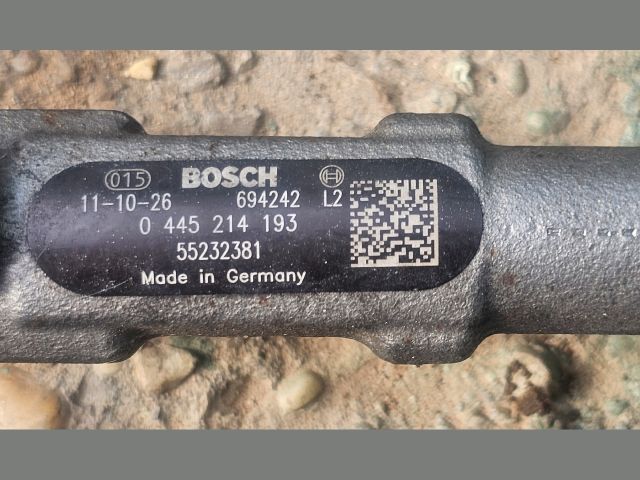 015 BOSCH
11-10-26 694242 L2
0 445 214 193
55232381
Made in Germany